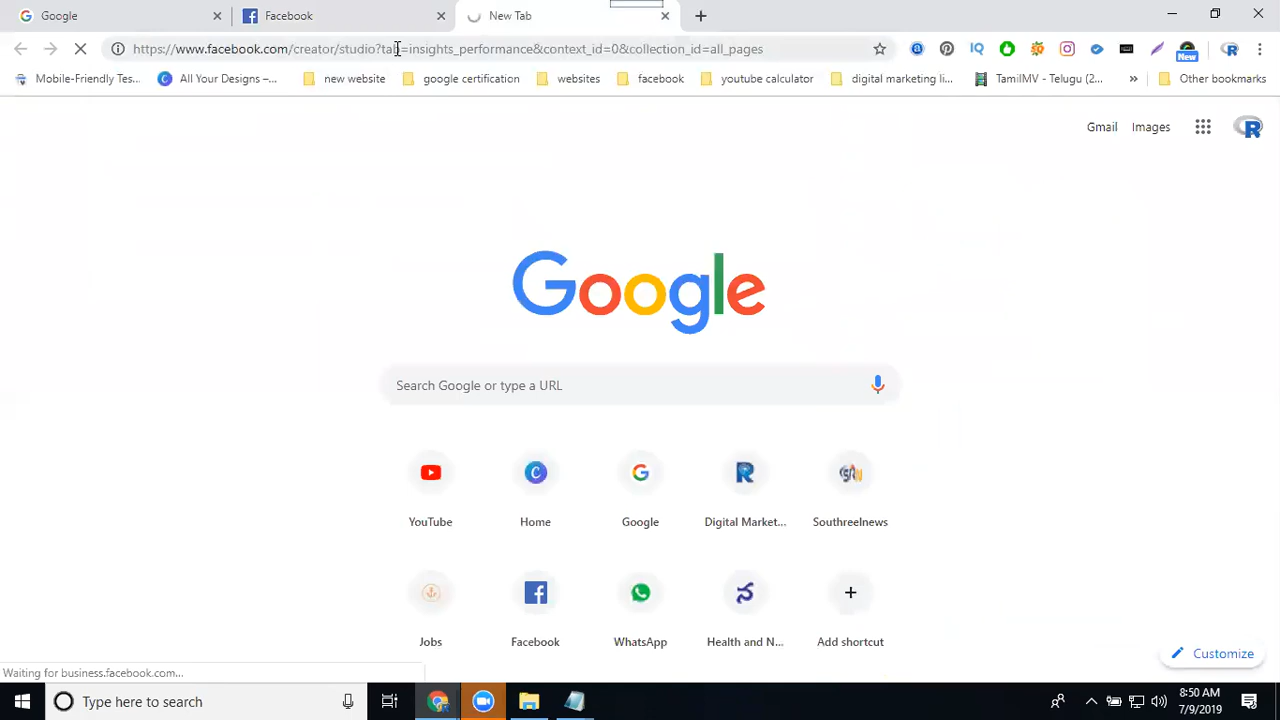 Google
Facebook
New Tab
https://www.facebook.com/creator/studio?tab=insights_performance&context_id=0&collection_id=all_pages
New
Mobile-Friendly Tes...
All Your Designs –...
new website
google certification
websites
facebook
youtube calculator
digital marketing li...
TamilMV - Telugu (2...
Other bookmarks
Gmail
Images
Google
Search Google or type a URL
YouTube
Home
Google
Digital Market...
Southreelnews
Jobs
Facebook
WhatsApp
Health and N...
Add shortcut
Customize
Waiting for business.facebook.com...
Type here to search
8:50 AM
7/9/2019